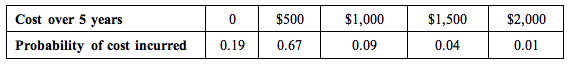 Cost over 5 years 0 $500 $1,000 $1,500 $2,000
Probability of cost incurred 0.19 0.67 0.09 0.04 0.01